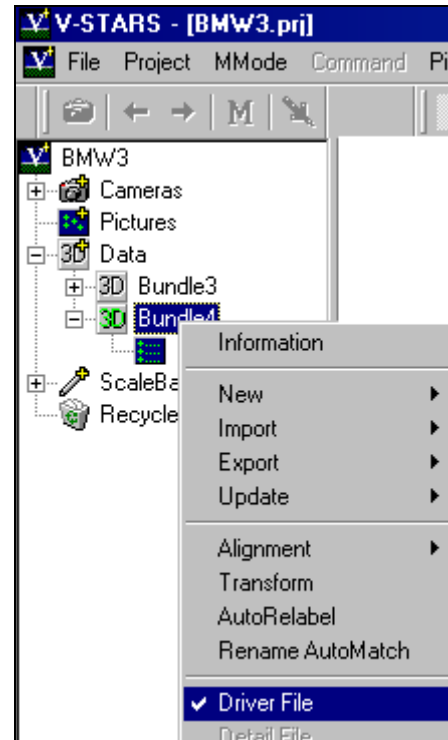 V-STARS - [BMW3.prj]
File Project MMode Command Pi
M
BMW3
Cameras
Pictures
3D Data
3D Bundle3
3D Bundle4
ScaleBa
Recycle
Information
New
Import
Export
Update
Alignment
Transform
AutoRelabel
Rename AutoMatch
Driver File
Detail File